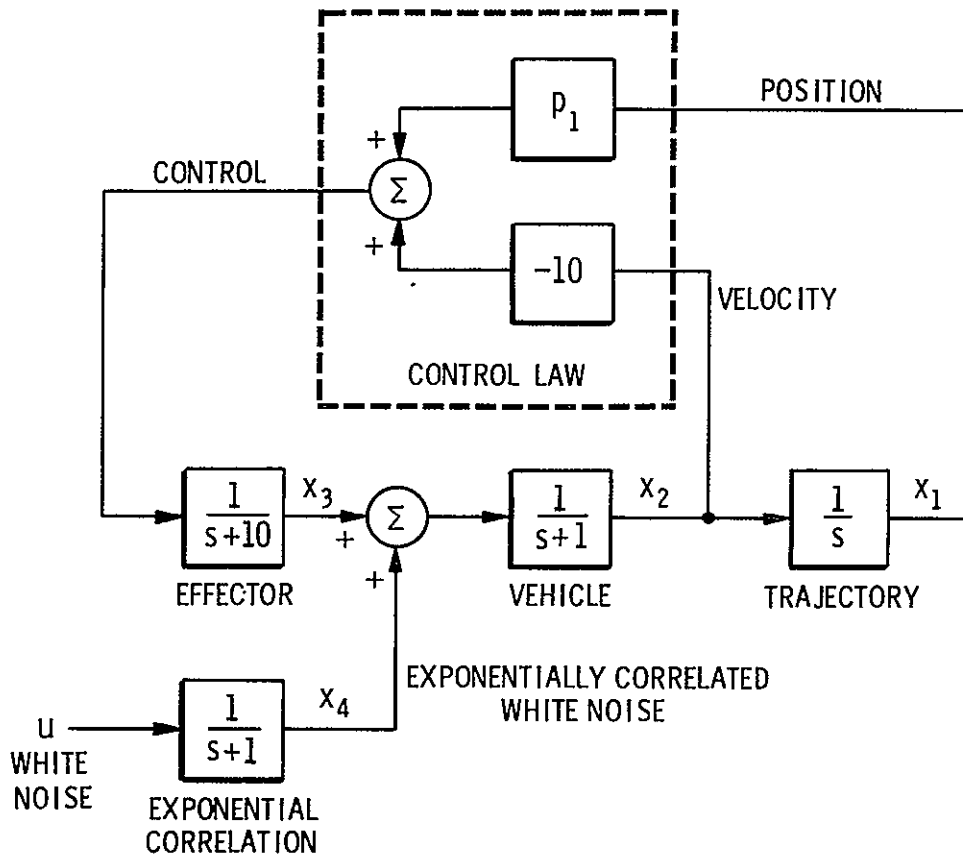 p₁
POSITION
+
CONTROL
Σ
+
-10
VELOCITY
CONTROL LAW
1
s+10
X₃
EFFECTOR
+
Σ
+
1
s+1
X₂
VEHICLE
1
s
X₁
TRAJECTORY
EXPONENTIALLY CORRELATED
WHITE NOISE
u
WHITE
NOISE
1
s+1
X₄
EXPONENTIAL
CORRELATION